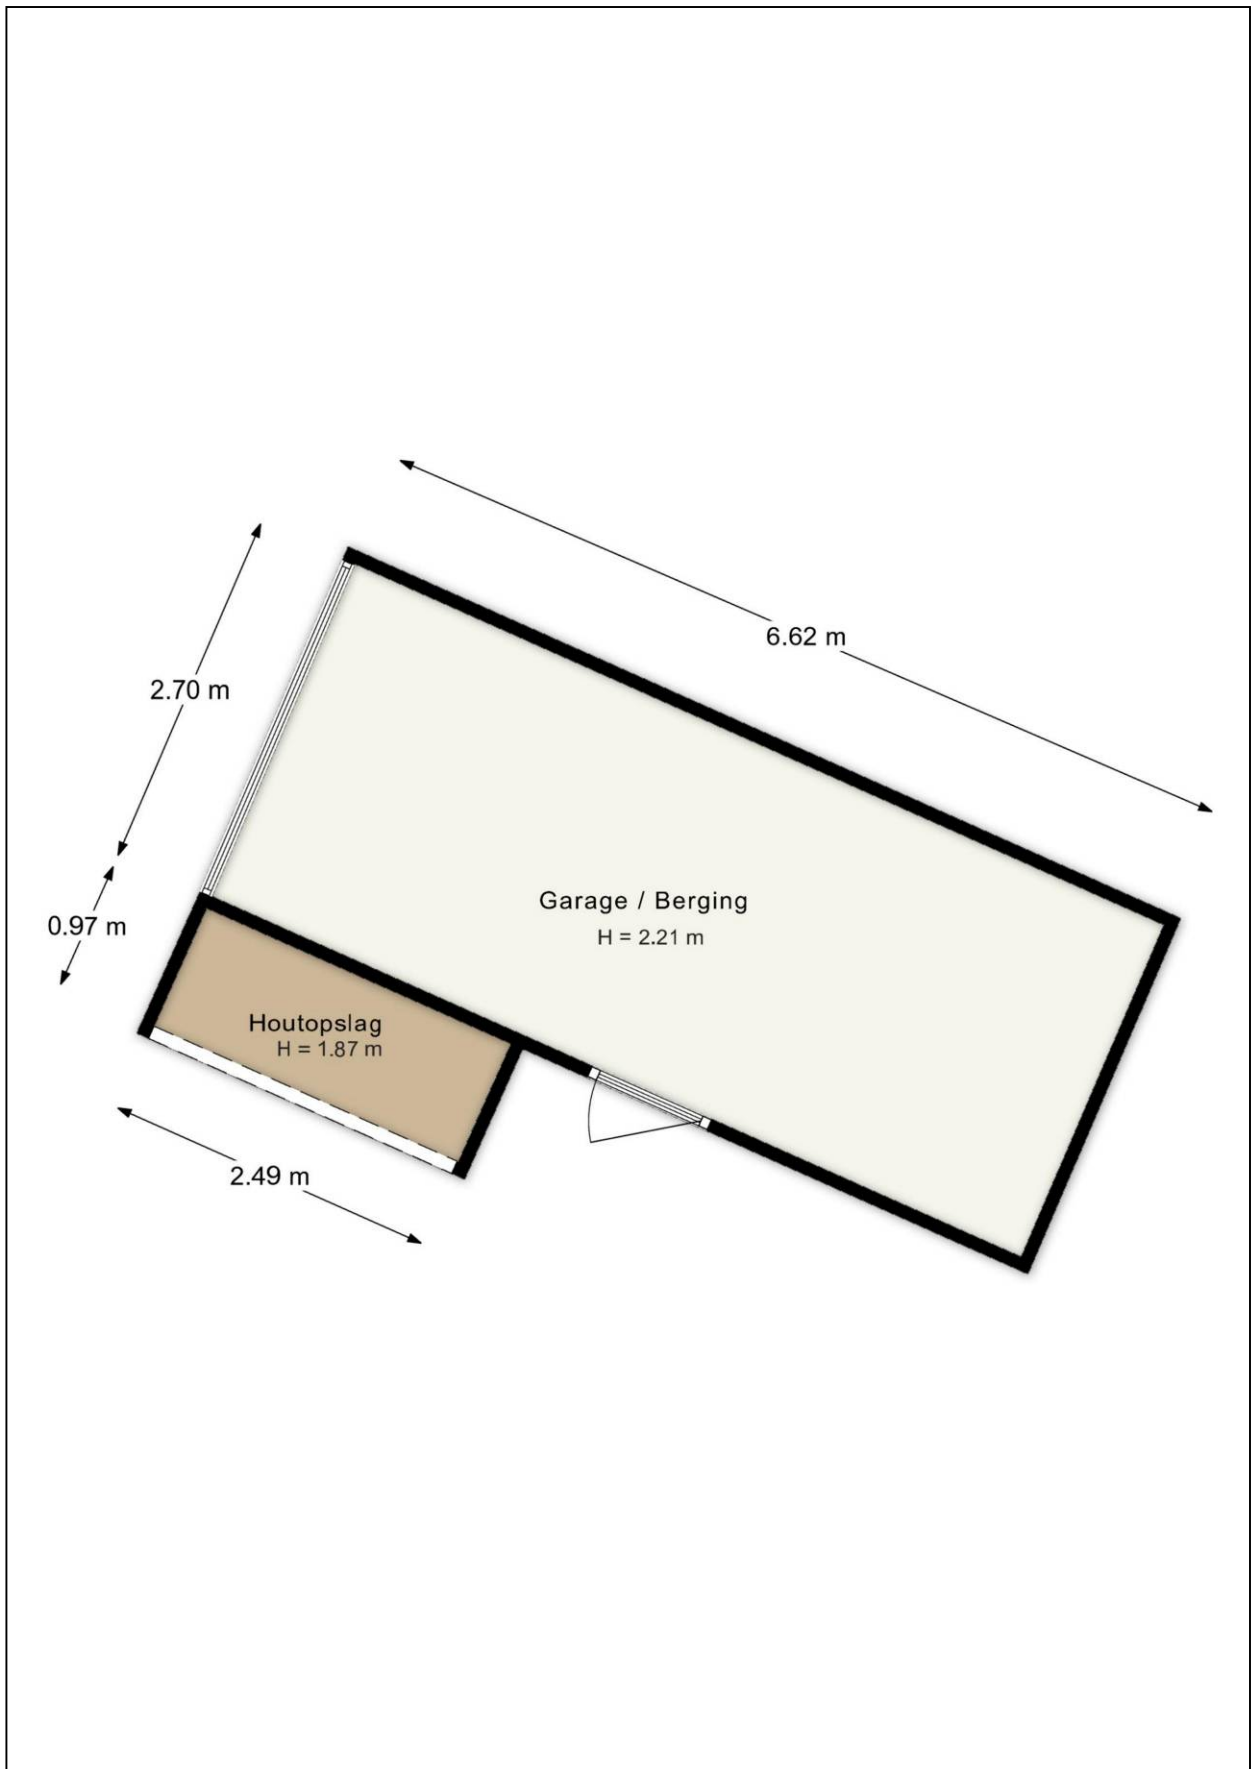 6.62 m
2.70 m
Garage / Berging
H = 2.21 m
0.97 m
Houtopslag
H = 1.87 m
2.49 m